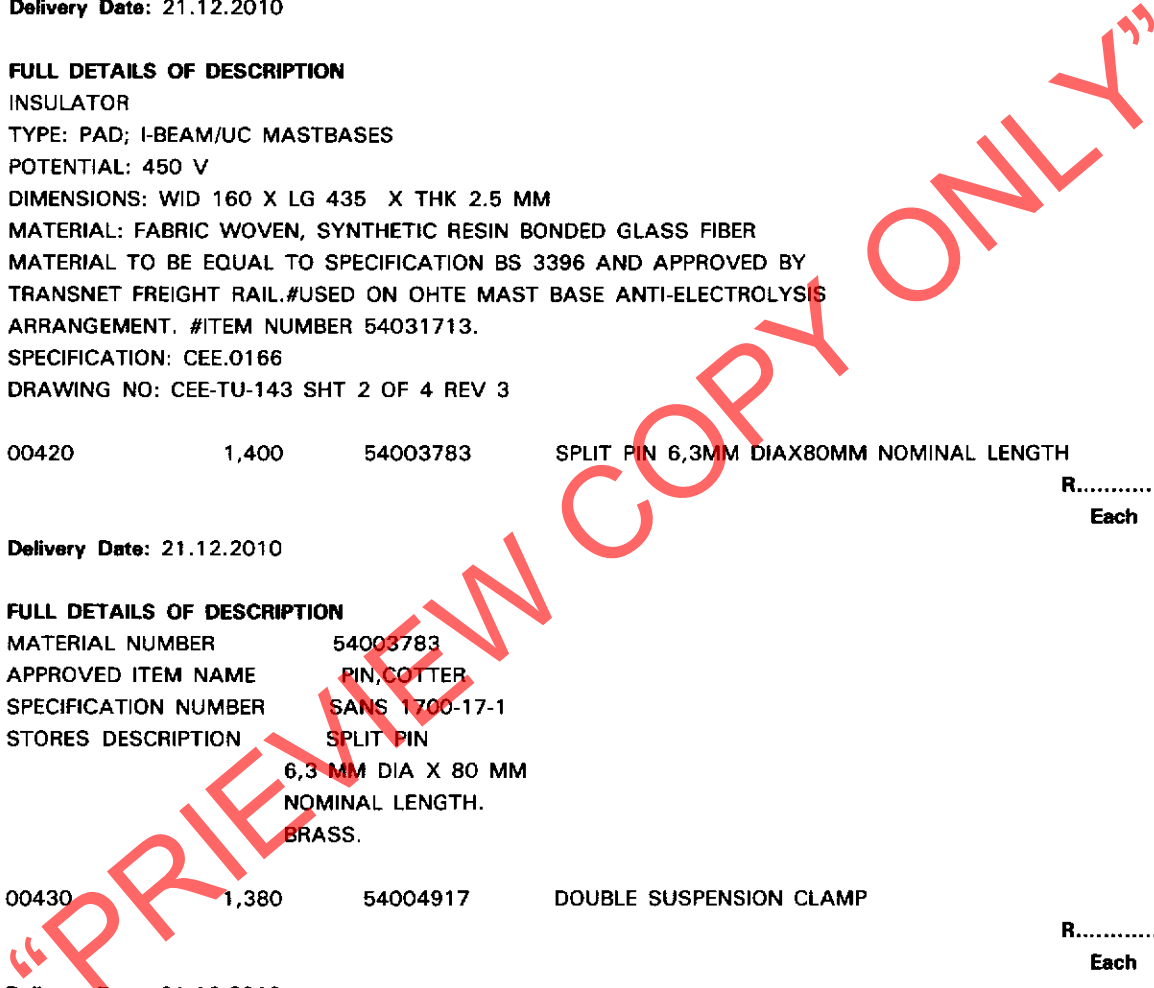 Delivery Date: 21.12.2010
FULL DETAILS OF DESCRIPTION
INSULATOR
TYPE: PAD; I-BEAM/UC MASTBASES
POTENTIAL: 450 V
DIMENSIONS: WID 160 X LG 435 X THK 2.5 MM
MATERIAL: FABRIC WOVEN, SYNTHETIC RESIN BONDED GLASS FIBER
MATERIAL TO BE EQUAL TO SPECIFICATION BS 3396 AND APPROVED BY
TRANSNET FREIGHT RAIL.#USED ON OHTE MAST BASE ANTI-ELECTROLYSIS
ARRANGEMENT. #ITEM NUMBER 54031713.
SPECIFICATION: CEE.0166
DRAWING NO: CEE-TU-143 SHT 2 OF 4 REV 3
00420 1,400 54003783 SPLIT PIN 6,3MM DIAX80MM NOMINAL LENGTH
R...........
Each
Delivery Date: 21.12.2010
FULL DETAILS OF DESCRIPTION
MATERIAL NUMBER 54003783
APPROVED ITEM NAME PIN,COTTER
SPECIFICATION NUMBER SANS 1700-17-1
STORES DESCRIPTION SPLIT PIN
6,3 MM DIA X 80 MM
NOMINAL LENGTH.
BRASS.
00430 1,380 54004917 DOUBLE SUSPENSION CLAMP
R............
Each
"PRIEVIEW COPY ONLY"